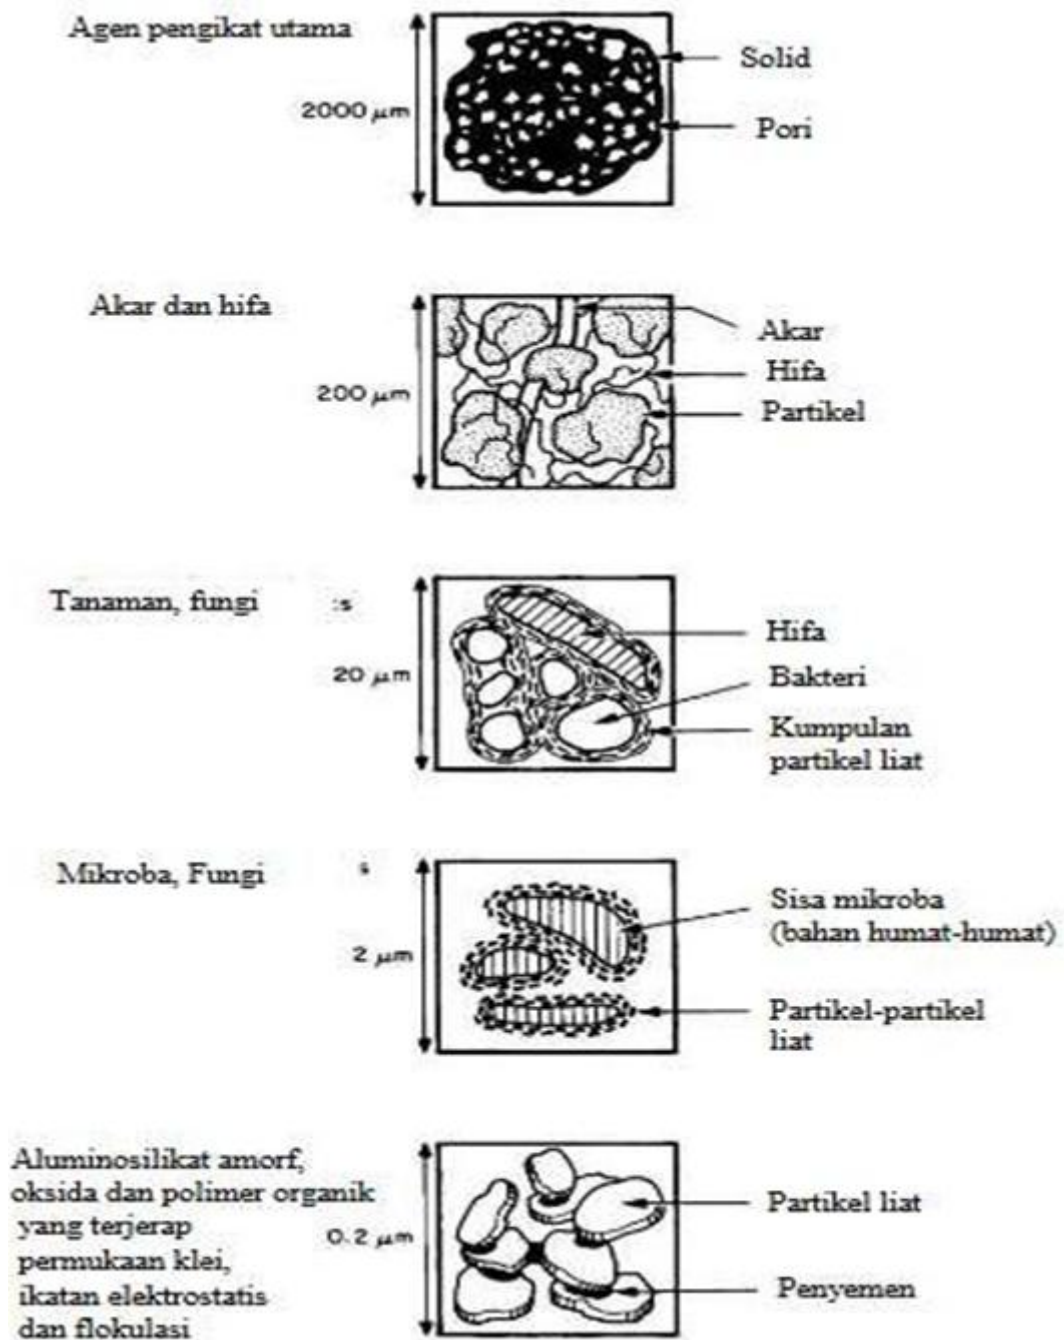 Agen pengikat utama
Solid
2000 μm
Pori
Akar dan hifa
Akar
Hifa
200 μm
Partikel
Tanaman, fungi :s
Hifa
Bakteri
20 μm
Kumpulan
partikel liat
Mikroba, Fungi s
Sisa mikroba
(bahan humat-humat)
2 μm
Partikel-partikel
liat
Aluminosilikat amorf,
oksida dan polimer organik
yang terjerap
permukaan klei,
ikatan elektrostatis
dan flokulasi
0.2 μm
Partikel liat
Penyemen